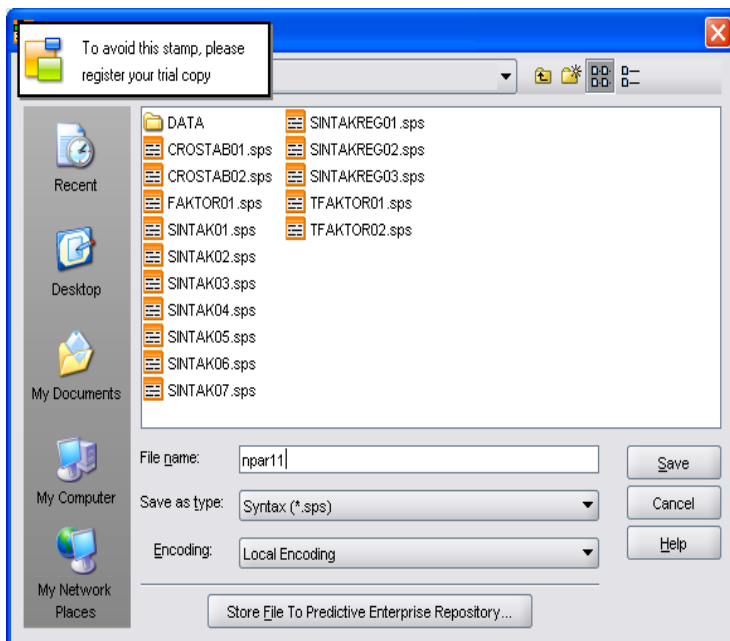 To avoid this stamp, please
register your trial copy
DATA
CROSTAB01.sps
CROSTAB02.sps
FAKTOR01.sps
SINTAK01.sps
SINTAK02.sps
SINTAK03.sps
SINTAK04.sps
SINTAK05.sps
SINTAK06.sps
SINTAK07.sps
SINTAKREG01.sps
SINTAKREG02.sps
SINTAKREG03.sps
TFAKTOR01.sps
TFAKTOR02.sps
Recent
Desktop
My Documents
My Computer
My Network
Places
File name:
npar11
Save
Save as type:
Syntax (*.sps)
Cancel
Encoding:
Local Encoding
Help
Store File To Predictive Enterprise Repository...